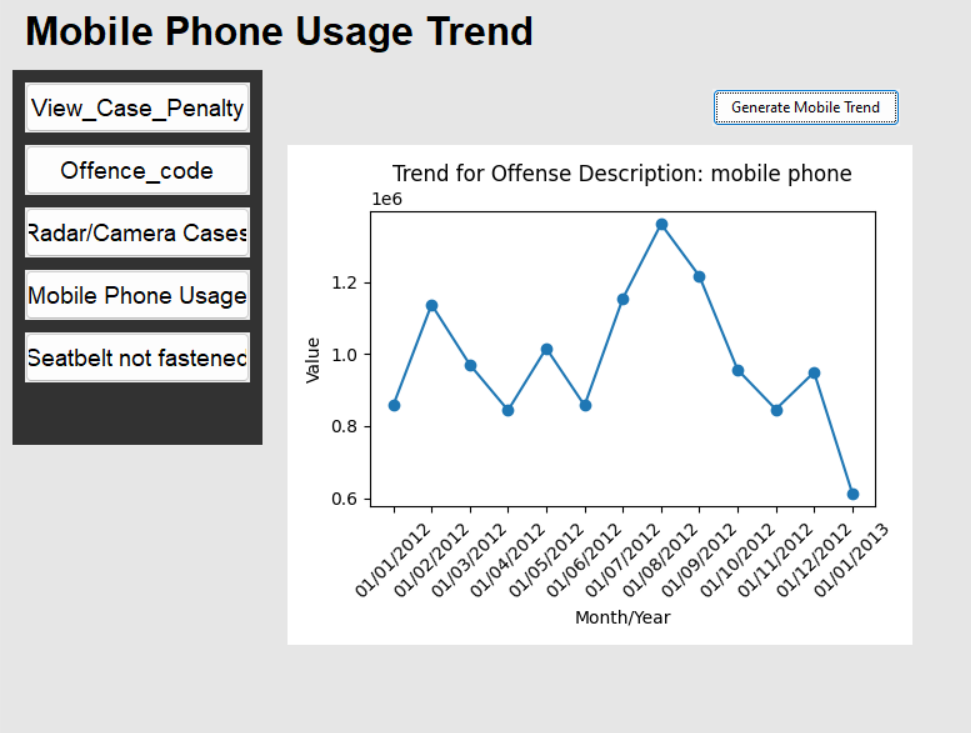 Mobile Phone Usage Trend
View_Case_Penalty
Offence_code
Radar/Camera Cases
Mobile Phone Usage
Seatbelt not fastened
Generate Mobile Trend
Trend for Offense Description: mobile phone
1e6
1.2
1.0
0.8
0.6
Value
01/01/2012
01/02/2012
01/03/2012
01/04/2012
01/05/2012
01/06/2012
01/07/2012
01/08/2012
01/09/2012
01/10/2012
01/11/2012
01/12/2012
01/01/2013
Month/Year